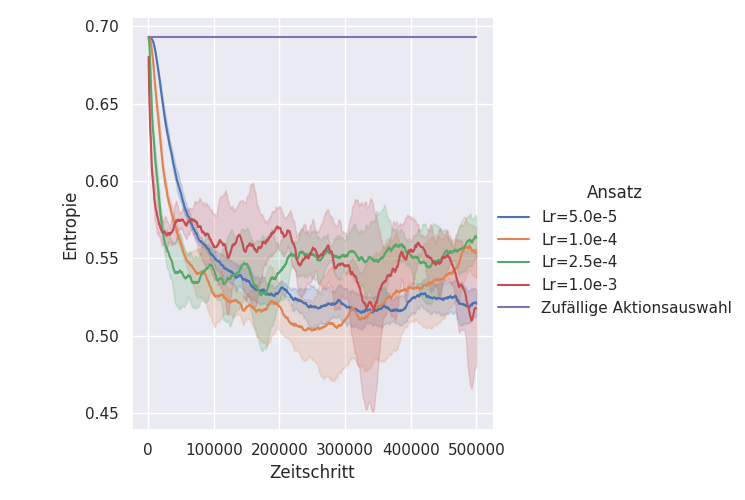 0.70
0.65
0.60
0.55
0.50
0.45
Entropie
0 100000 200000 300000 400000 500000
Zeitschritt
Ansatz
Lr=5.0e-5
Lr=1.0e-4
Lr=2.5e-4
Lr=1.0e-3
Zufällige Aktionsauswahl